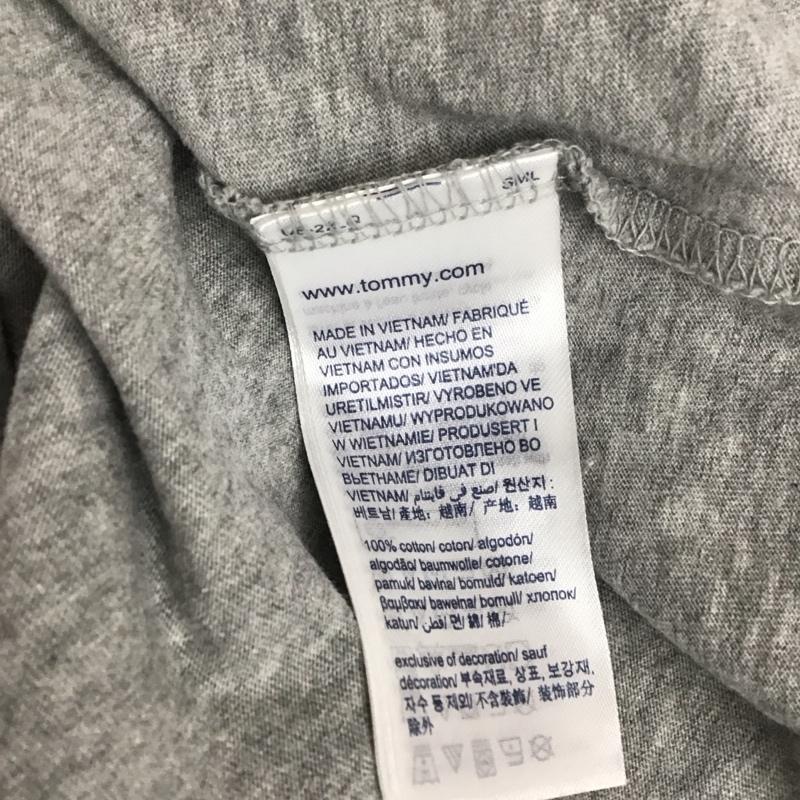 SML
www.tommy.com
MADE IN VIETNAM/ FABRIQUÉ
AU VIETNAM/ HECHO EN
VIETNAM CON INSUMOS
IMPORTADOS/ VIETNAM'DA
URETILMISTIR/ VYROBENO VE
VIETNAMU/ WYPRODUKOWANO
W WIETNAMIE/ PRODUSERT I
VIETNAM/ ИЗГОТОВЛЕНО ВО
ВЬЕТНАМЕ/ DIBUAT DI
VIETNAM/ صنع في فايتنام/ 원산지 :
베트남/ 產地：越南/ 产地：越南
100% cotton/ coton/ algodón/
algodão/ baumwolle/ cotone/
pamuk/ bavlna/ bomuld/ katoen/
βαμβακι/ bawełna/ bomull/ хлопок/
katun/ قطن/ 면/ 綿/ 棉/
exclusive of decoration/ sauf
décoration/ 부속재료, 상표, 보강재,
자수 등 제외/ 不含裝飾/ 装饰部分
除外